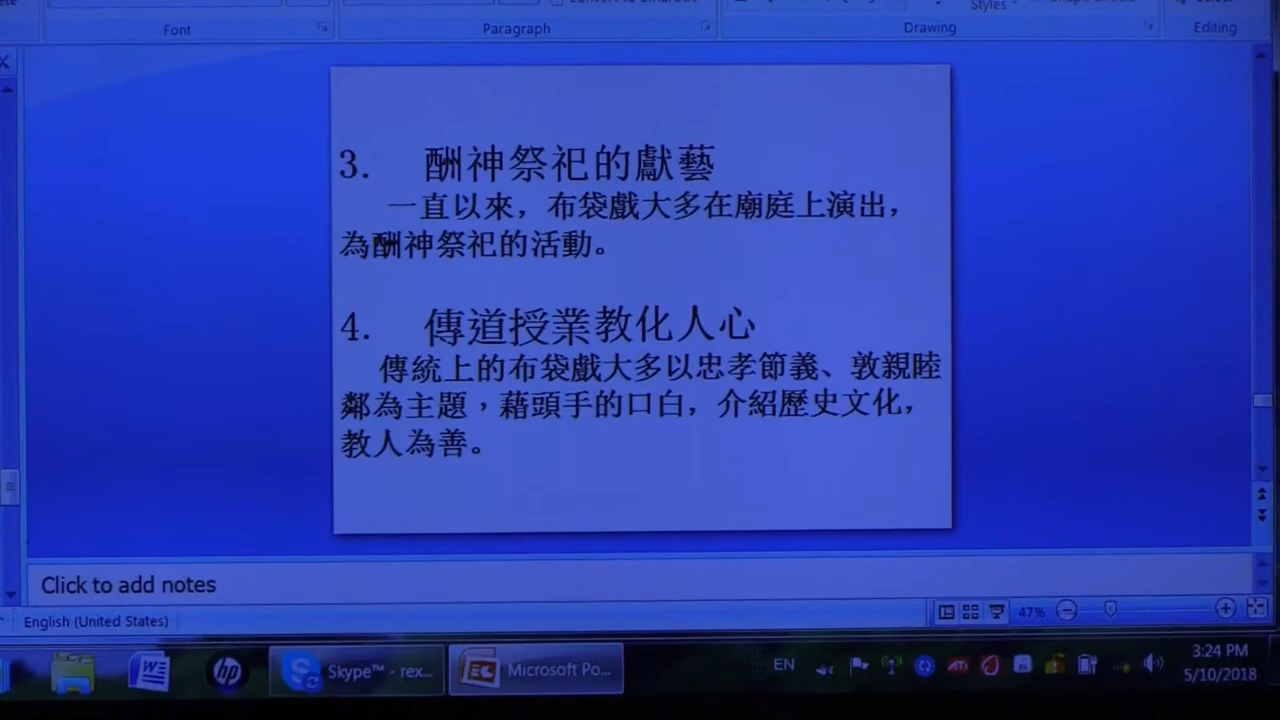 Styles
Font
Paragraph
Drawing
Editing
3. 酬神祭祀的獻藝
一直以來，布袋戲大多在廟庭上演出，
為酬神祭祀的活動。
4. 傳道授業教化人心
傳統上的布袋戲大多以忠孝節義、敦親睦
鄰為主題，藉頭手的口白，介紹歷史文化，
教人為善。
Click to add notes
English (United States)
47%
hp
Skype™ - rex...
Microsoft Po...
EN
ATI
3:24 PM
5/10/2018